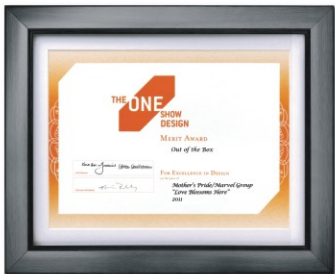 THE ONE
SHOW
DESIGN
MERIT AWARD
Out of the Box
FOR EXCELLENCE IN DESIGN
Mother's Pride/Marvel Group
"Love Blossoms Here"
2011